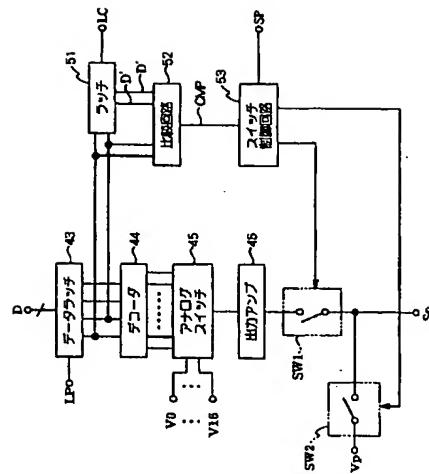 D
LP
データラッチ
43
デコーダ
44
アナログ
スイッチ
45
V0
V16
出力アンプ
46
SW1
SW2
Vp
S
LC
ラッチ
51
D'
D'
比較回路
52
CMP
スイッチ
制御回路
53
SP